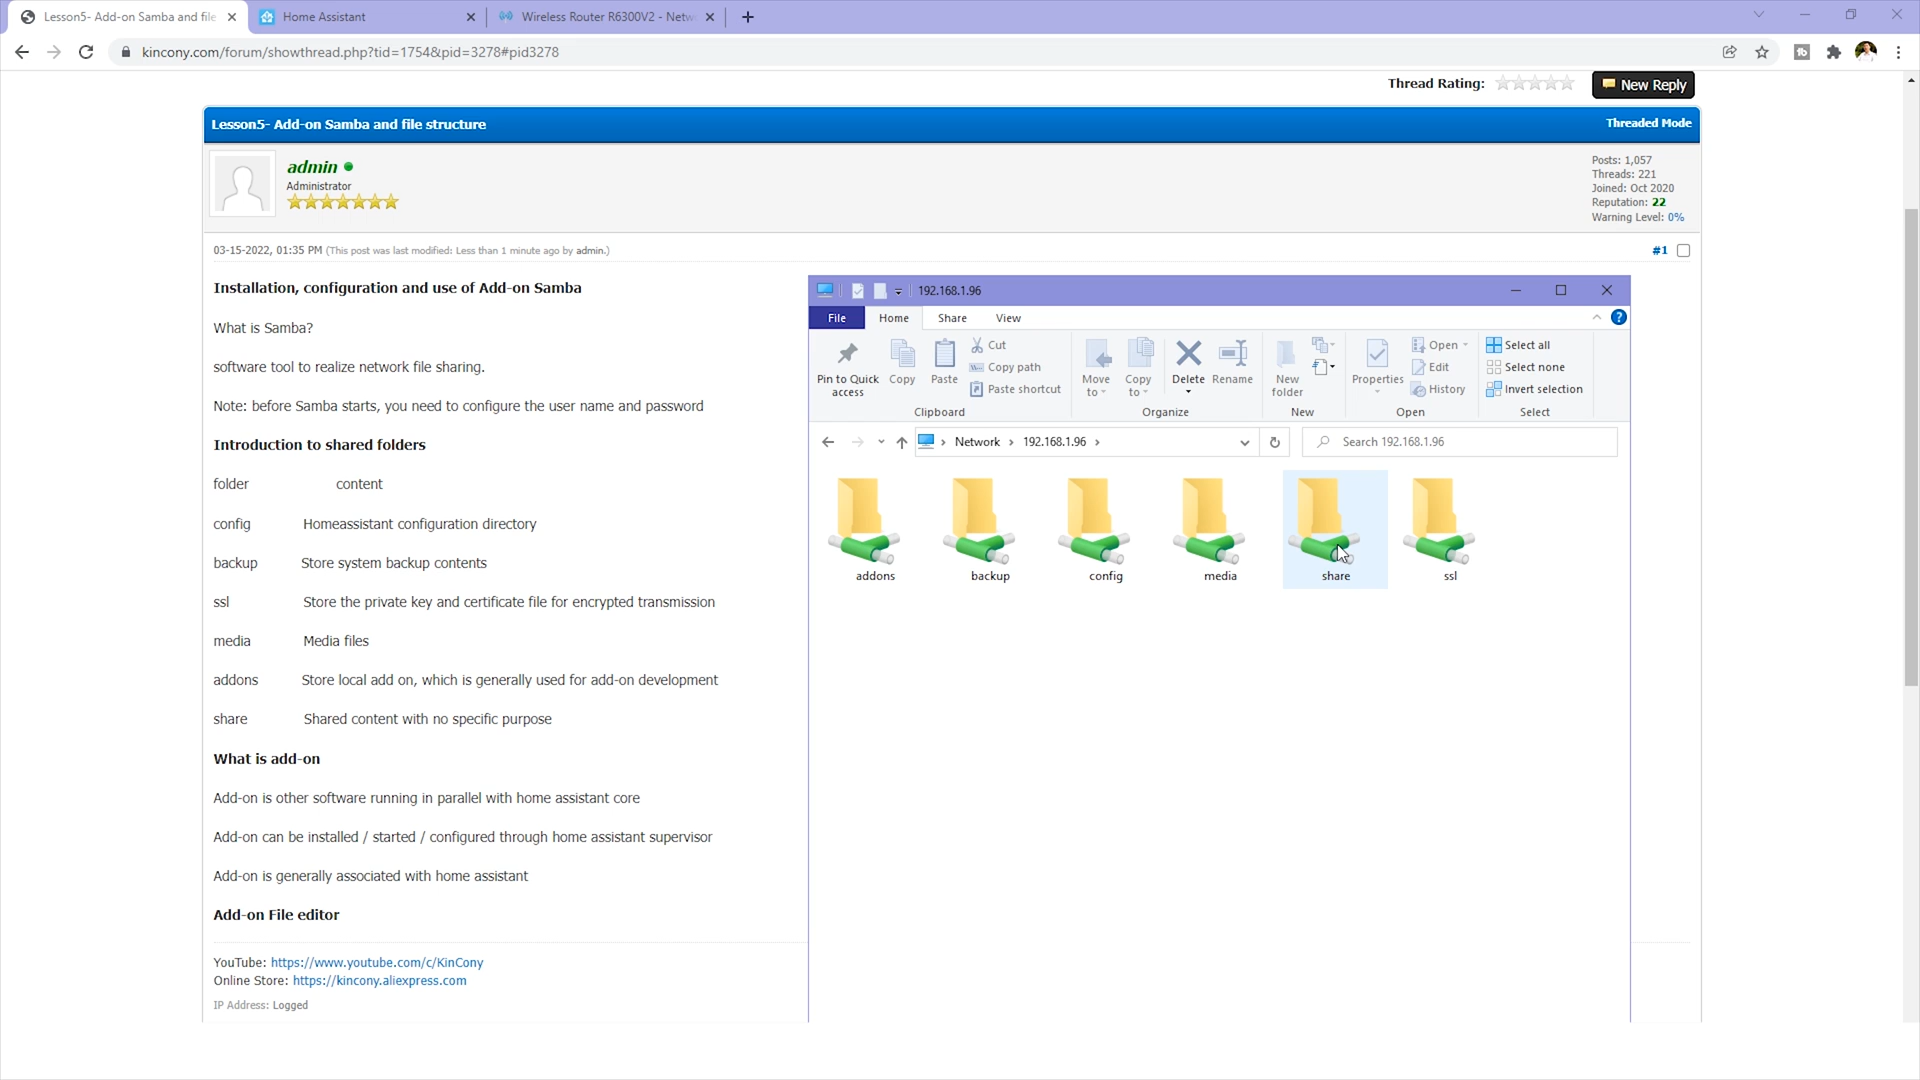 Lesson5- Add-on Samba and file
Home Assistant
Wireless Router R6300V2 - Netw
kincony.com/forum/showthread.php?tid=1754&pid=3278#pid3278
Thread Rating:
New Reply
Lesson5- Add-on Samba and file structure
Threaded Mode
admin
Administrator
Posts: 1,057
Threads: 221
Joined: Oct 2020
Reputation: 22
Warning Level: 0%
03-15-2022, 01:35 PM (This post was last modified: Less than 1 minute ago by admin.)
#1
Installation, configuration and use of Add-on Samba
What is Samba?
software tool to realize network file sharing.
Note: before Samba starts, you need to configure the user name and password
Introduction to shared folders
folder content
config Homeassistant configuration directory
backup Store system backup contents
ssl Store the private key and certificate file for encrypted transmission
media Media files
addons Store local add on, which is generally used for add-on development
share Shared content with no specific purpose
What is add-on
Add-on is other software running in parallel with home assistant core
Add-on can be installed / started / configured through home assistant supervisor
Add-on is generally associated with home assistant
Add-on File editor
YouTube: https://www.youtube.com/c/KinCony
Online Store: https://kincony.aliexpress.com
IP Address: Logged
192.168.1.96
File Home Share View
Pin to Quick access
Copy
Paste
Cut
Copy path
Paste shortcut
Clipboard
Move to
Copy to
Delete
Rename
Organize
New folder
New
Properties
Open
Edit
History
Open
Select all
Select none
Invert selection
Select
Network 192.168.1.96
Search 192.168.1.96
addons backup config media share ssl